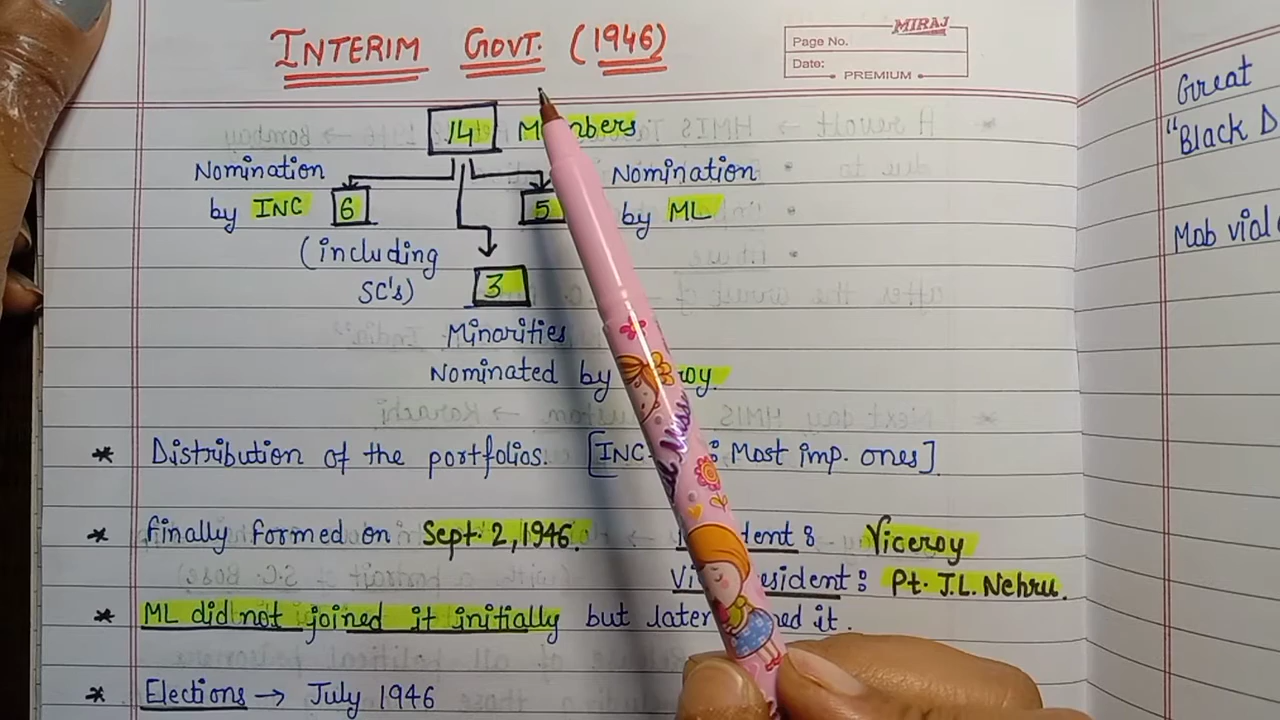 INTERIM GOVT. (1946)
MIRAJ
Page No.
Date:
PREMIUM
14
Nomination by INC 6
(including SC's)
5 Nomination by ML
3
Minorities
Nominated by
* Distribution of the portfolios. [INC : Most imp. ones]
* Finally formed on Sept. 2, 1946.
: Viceroy
: Pt. J.L. Nehru.
* ML did not joined it initially but later it.
* Elections → July 1946
Great
"Black D
Mob viol